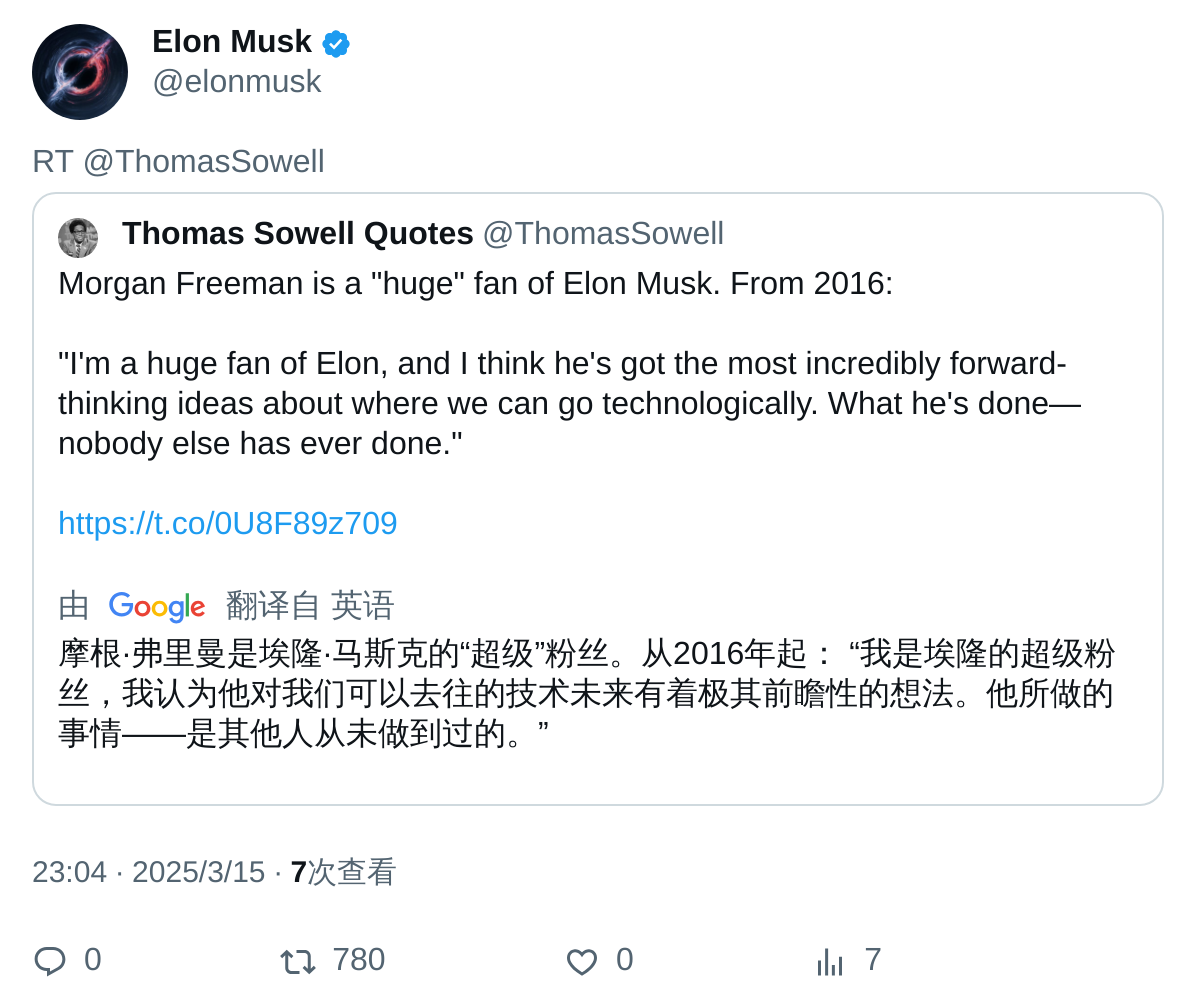 Elon Musk
@elonmusk
RT @ThomasSowell
Thomas Sowell Quotes @ThomasSowell
Morgan Freeman is a "huge" fan of Elon Musk. From 2016:
"I'm a huge fan of Elon, and I think he's got the most incredibly forward-
thinking ideas about where we can go technologically. What he's done—
nobody else has ever done."
https://t.co/0U8F89z709
由 Google 翻译自 英语
摩根·弗里曼是埃隆·马斯克的“超级”粉丝。从2016年起： “我是埃隆的超级粉
丝，我认为他对我们可以去往的技术未来有着极其前瞻性的想法。他所做的
事情——是其他人从未做到过的。”
23:04 · 2025/3/15 · 7次查看
0 780 0 7